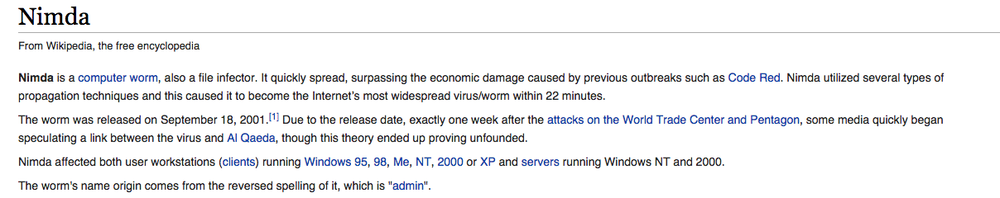 Nimda
From Wikipedia, the free encyclopedia
Nimda is a computer worm, also a file infector. It quickly spread, surpassing the economic damage caused by previous outbreaks such as Code Red. Nimda utilized several types of
propagation techniques and this caused it to become the Internet's most widespread virus/worm within 22 minutes.
The worm was released on September 18, 2001.[1] Due to the release date, exactly one week after the attacks on the World Trade Center and Pentagon, some media quickly began
speculating a link between the virus and Al Qaeda, though this theory ended up proving unfounded.
Nimda affected both user workstations (clients) running Windows 95, 98, Me, NT, 2000 or XP and servers running Windows NT and 2000.
The worm's name origin comes from the reversed spelling of it, which is "admin".